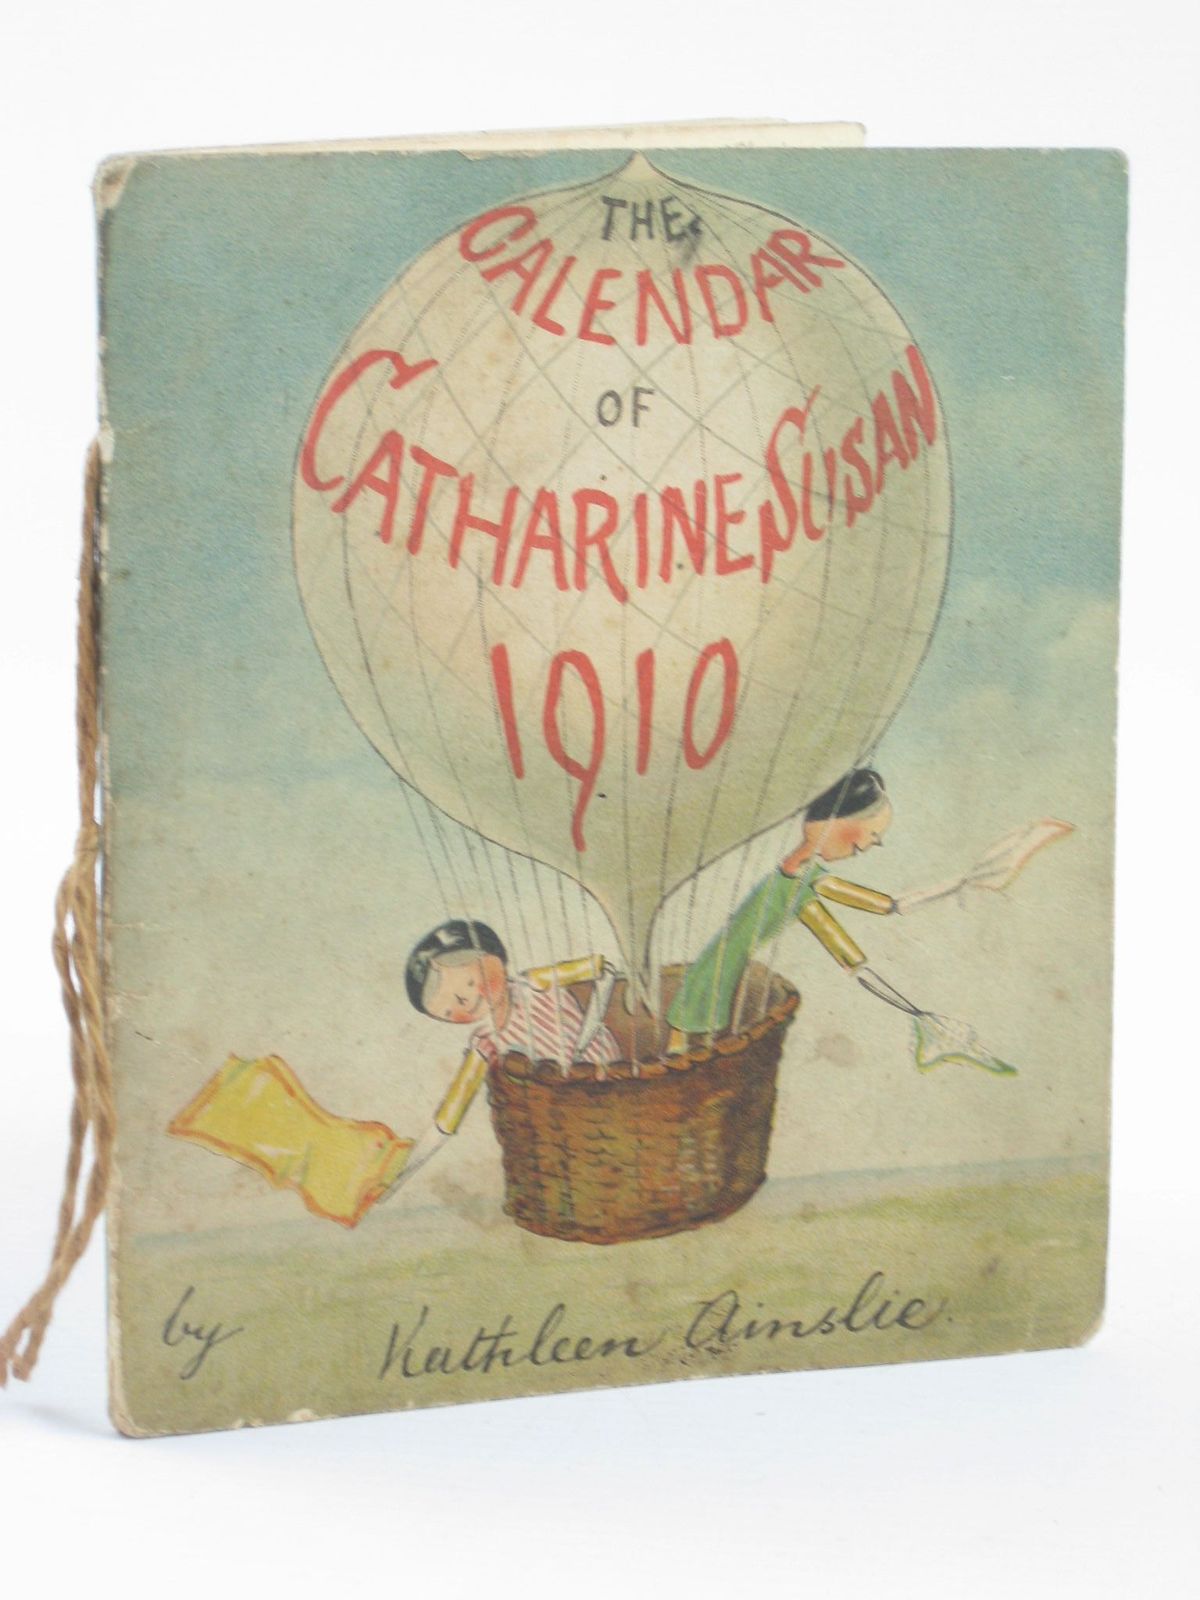 THE
CALENDAR
OF
CATHARINE SUSAN
1910
by Kathleen Ainslie.